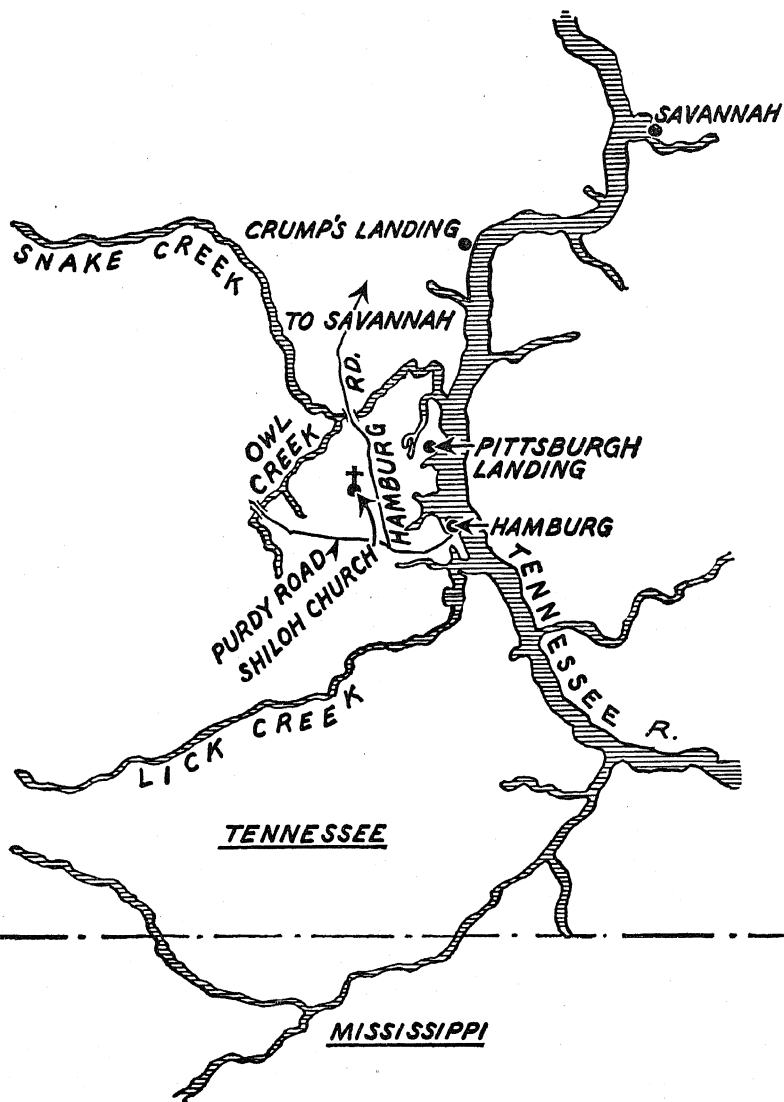 SAVANNAH
CRUMP'S LANDING
SNAKE CREEK
TO SAVANNAH
HAMBURG RD.
OWL
CREEK
PITTSBURGH
LANDING
HAMBURG
PURDY ROAD
SHILOH CHURCH
TENNESSEE R.
LICK CREEK
TENNESSEE
MISSISSIPPI